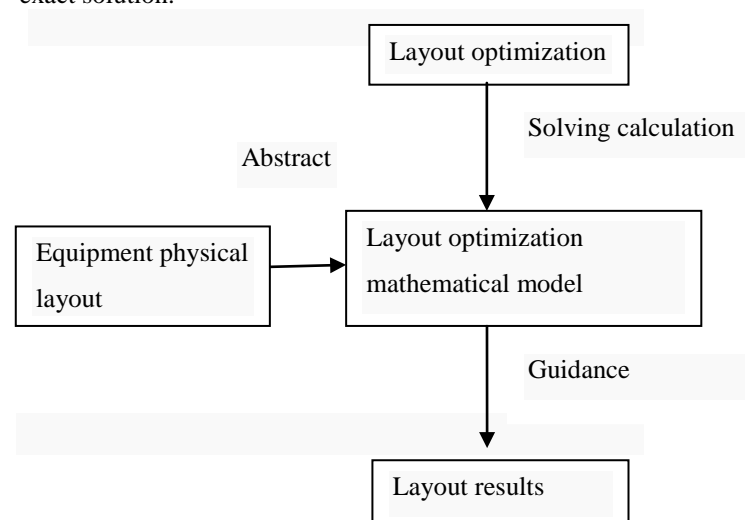 exact solution.
Layout optimization
Solving calculation
Abstract
Equipment physical
layout
Layout optimization
mathematical model
Guidance
Layout results